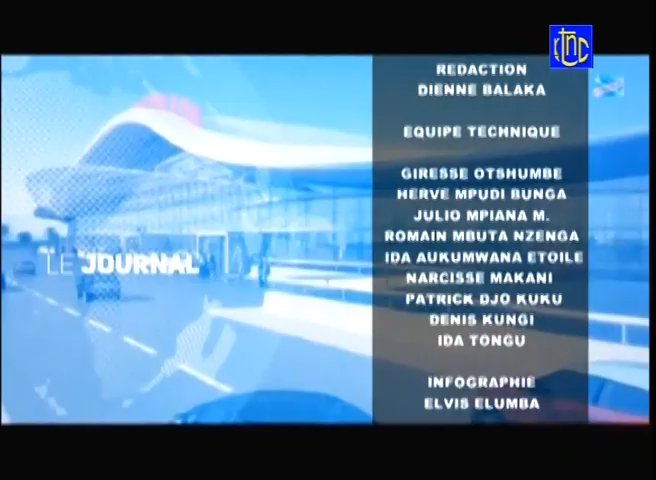 rtnc
REDACTION
DIENNE BALAKA
EQUIPE TECHNIQUE
GIRESSE OTSHUMBE
HERVE MPUDI BUNGA
JULIO MPIANA M.
ROMAIN MBUTA NZENGA
IDA AUKUMWANA ETOILE
NARCISSE MAKANI
PATRICK DJO KUKU
DENIS KUNGI
IDA TONGU
INFOGRAPHIE
ELVIS ELUMBA
LE JOURNAL